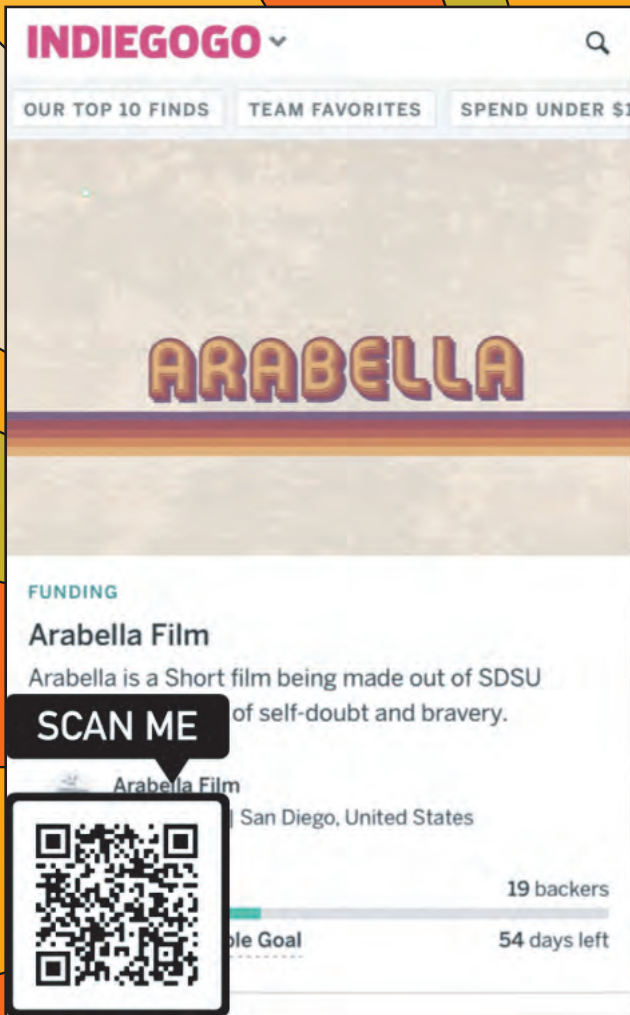 INDIEGOGO
OUR TOP 10 FINDS TEAM FAVORITES SPEND UNDER $1
ARABELLA
FUNDING
Arabella Film
Arabella is a Short film being made out of SDSU
of self-doubt and bravery.
SCAN ME
Arabella Film
| San Diego, United States
19 backers
Goal
54 days left